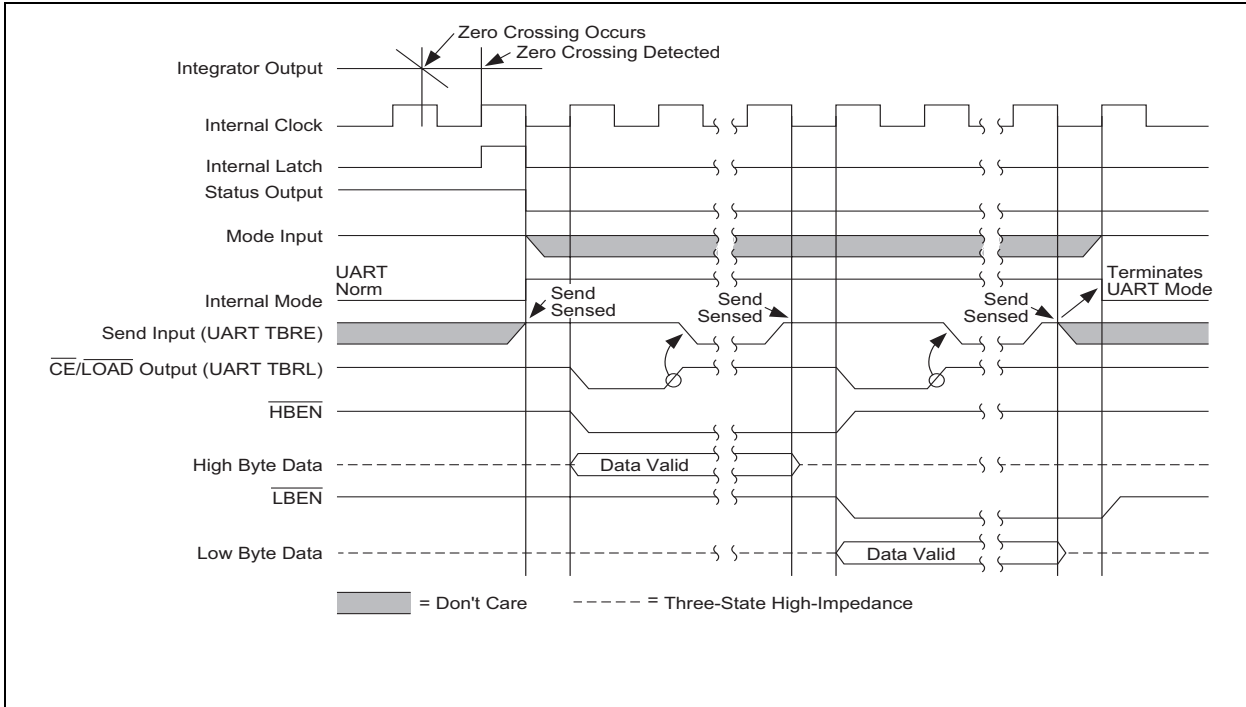 Zero Crossing Occurs
Zero Crossing Detected
Integrator Output
Internal Clock
Internal Latch
Status Output
Mode Input
UART
Norm
Terminates
UART Mode
Internal Mode
Send
Sensed
Send
Sensed
Send
Sensed
Send Input (UART TBRE)
CE/LOAD Output (UART TBRL)
HBEN
High Byte Data
Data Valid
LBEN
Low Byte Data
Data Valid
= Don't Care
= Three-State High-Impedance